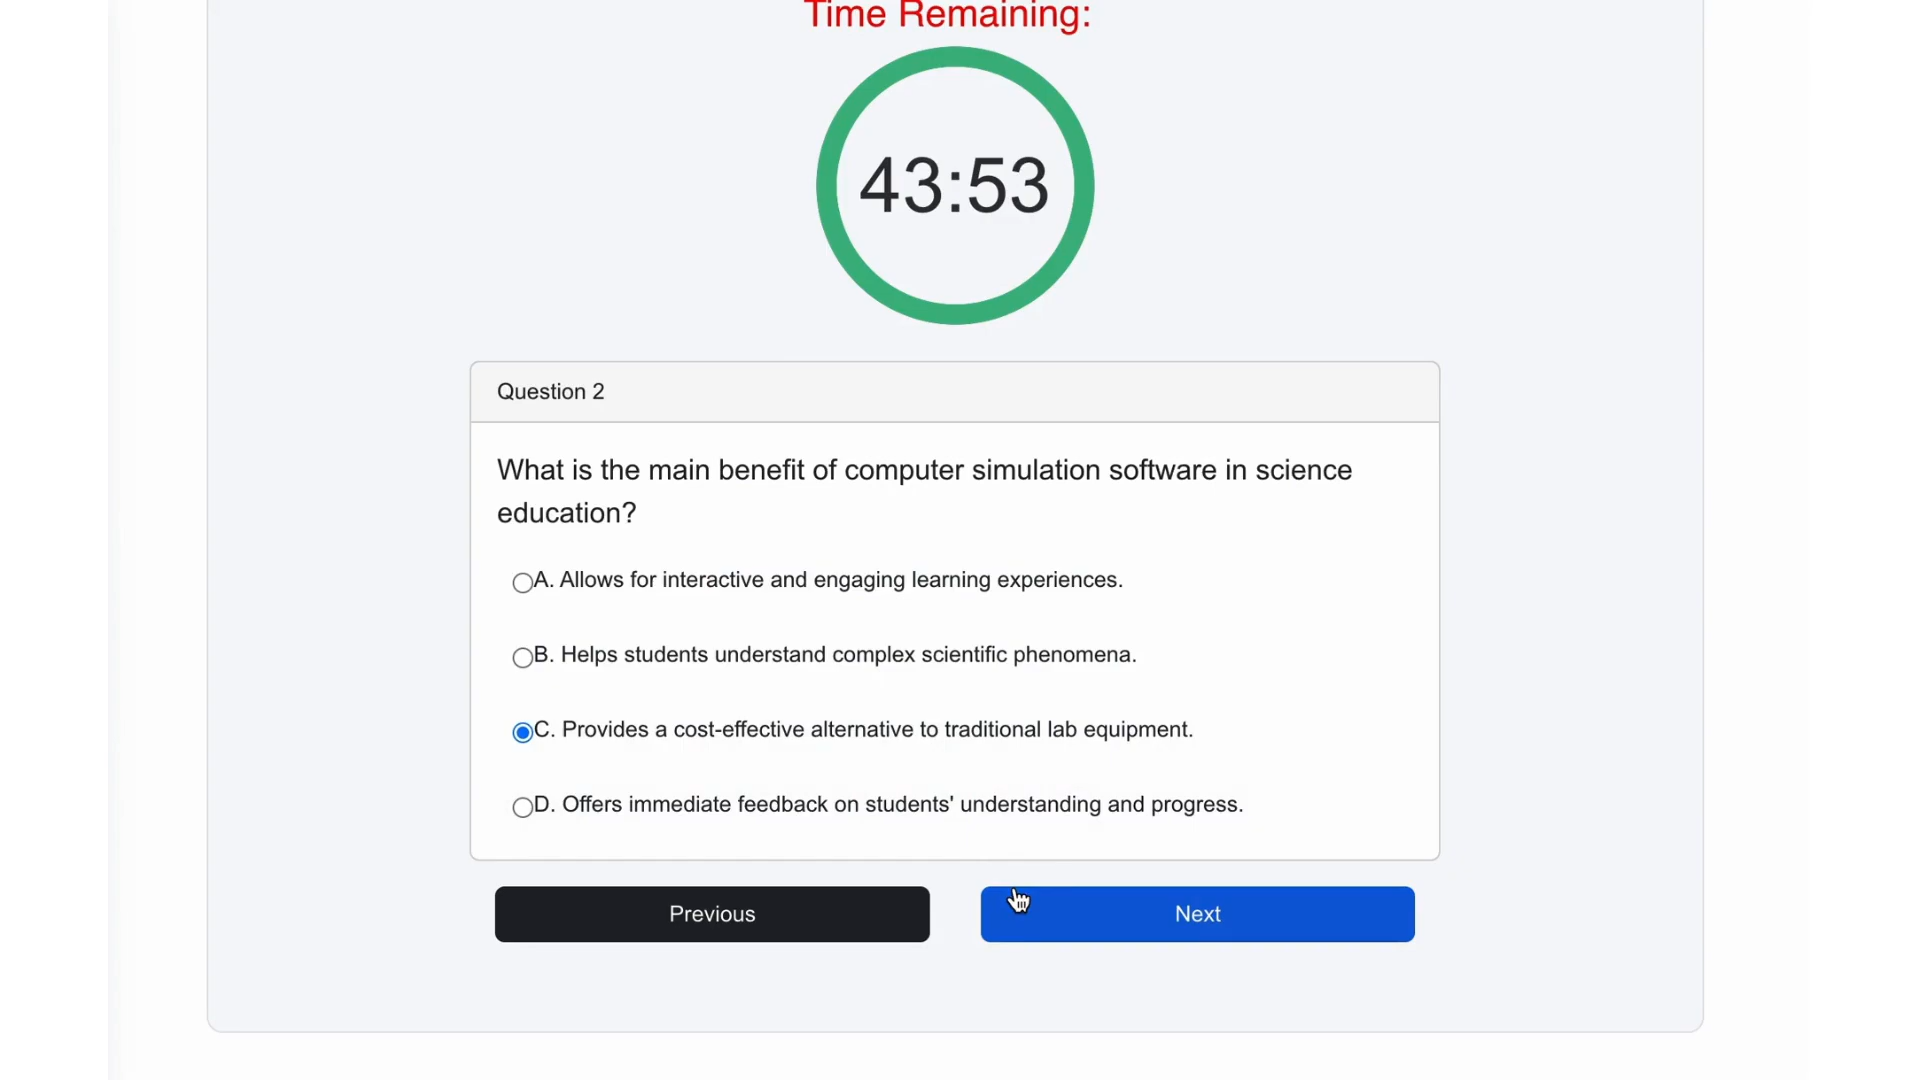 Time Remaining:
43:53
Question 2
What is the main benefit of computer simulation software in science
education?
A. Allows for interactive and engaging learning experiences.
B. Helps students understand complex scientific phenomena.
C. Provides a cost-effective alternative to traditional lab equipment.
D. Offers immediate feedback on students' understanding and progress.
Previous
Next